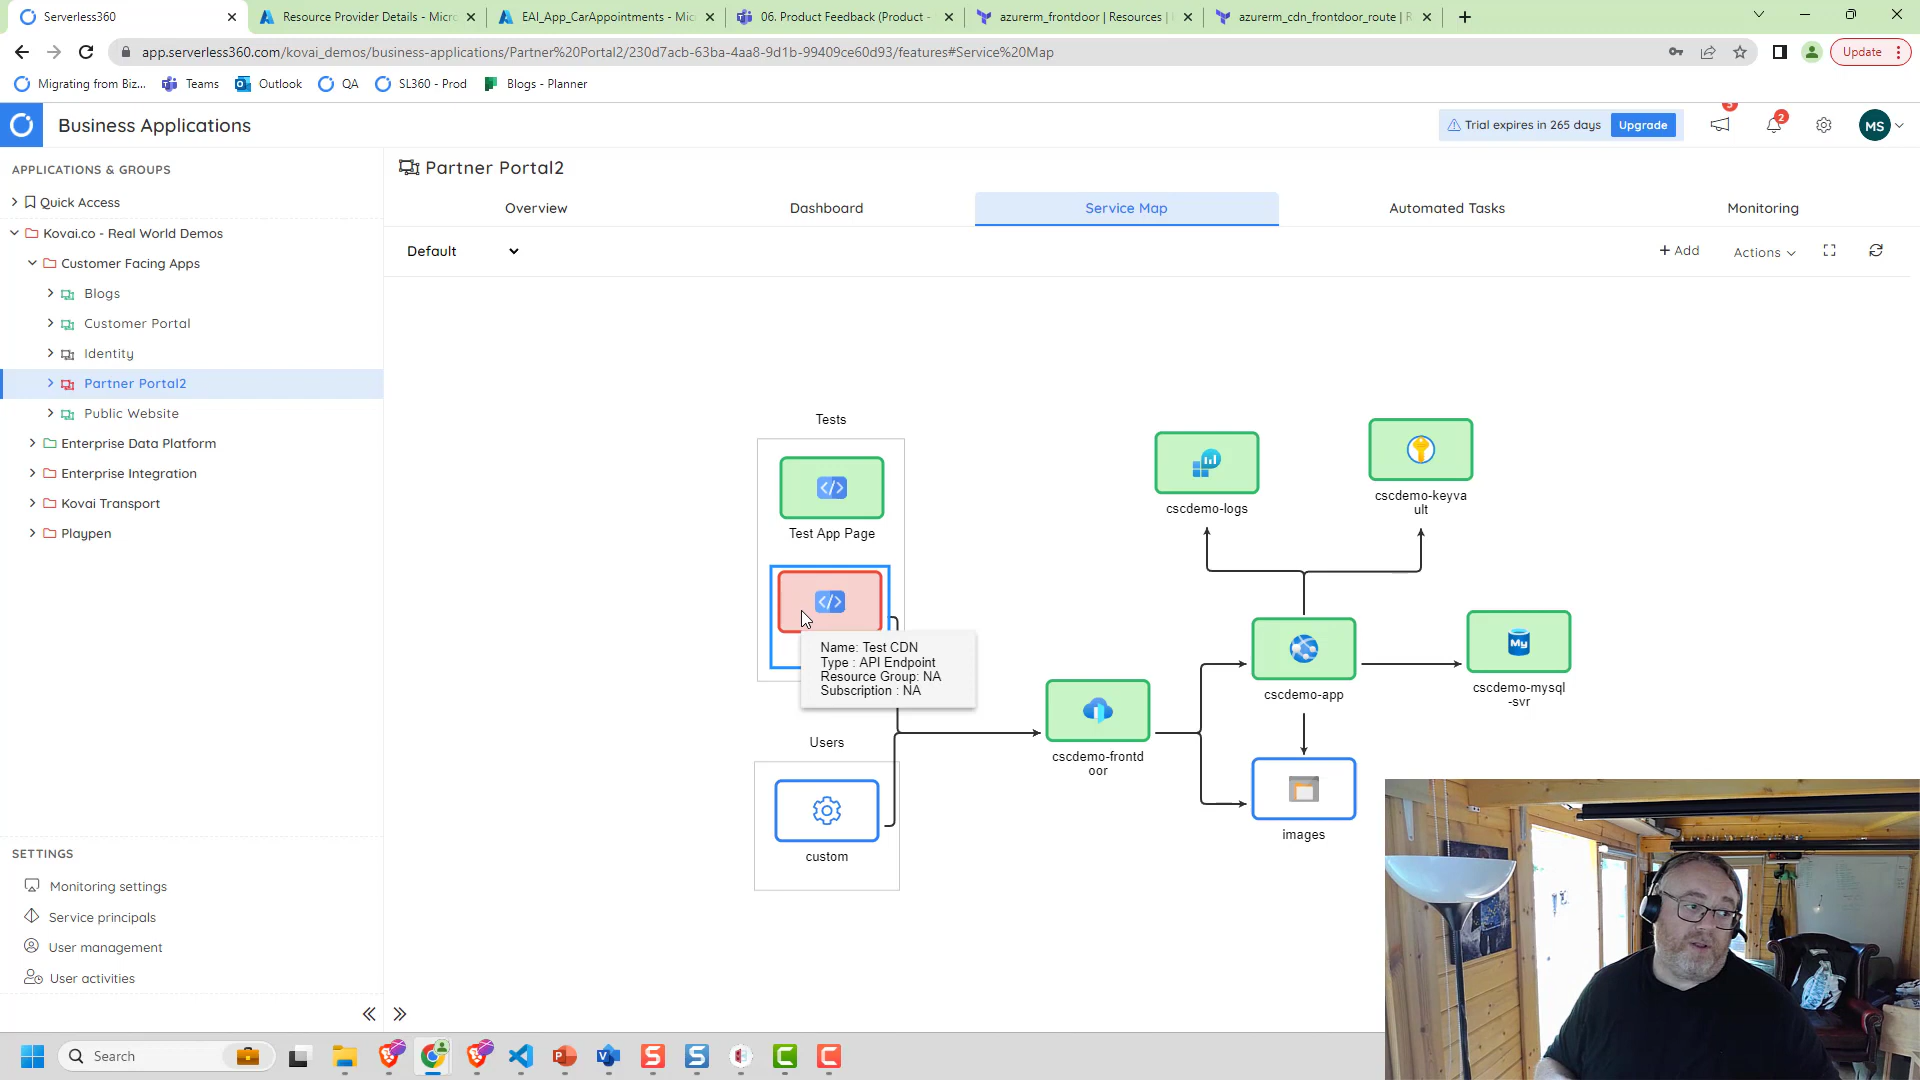 Serverless360
Resource Provider Details - Micro
EAI_App_CarAppointments - Mic
06. Product Feedback (Product -
azurerm_frontdoor | Resources |
azurerm_cdn_frontdoor_route | R
app.serverless360.com/kovai_demos/business-applications/Partner%20Portal2/230d7acb-63ba-4aa8-9d1b-99409ce60d93/features#Service%20Map
Update
Migrating from Biz...
Teams
Outlook
QA
SL360 - Prod
Blogs - Planner
Business Applications
Trial expires in 265 days
Upgrade
3
2
MS
APPLICATIONS & GROUPS
Quick Access
Kovai.co - Real World Demos
Customer Facing Apps
Blogs
Customer Portal
Identity
Partner Portal2
Public Website
Enterprise Data Platform
Enterprise Integration
Kovai Transport
Playpen
SETTINGS
Monitoring settings
Service principals
User management
User activities
Partner Portal2
Overview
Dashboard
Service Map
Automated Tasks
Monitoring
Default
+ Add
Actions
Tests
Test App Page
Name: Test CDN
Type : API Endpoint
Resource Group: NA
Subscription : NA
Users
custom
cscdemo-frontd
oor
cscdemo-logs
cscdemo-keyva
ult
cscdemo-app
My
cscdemo-mysql
-svr
images
Search